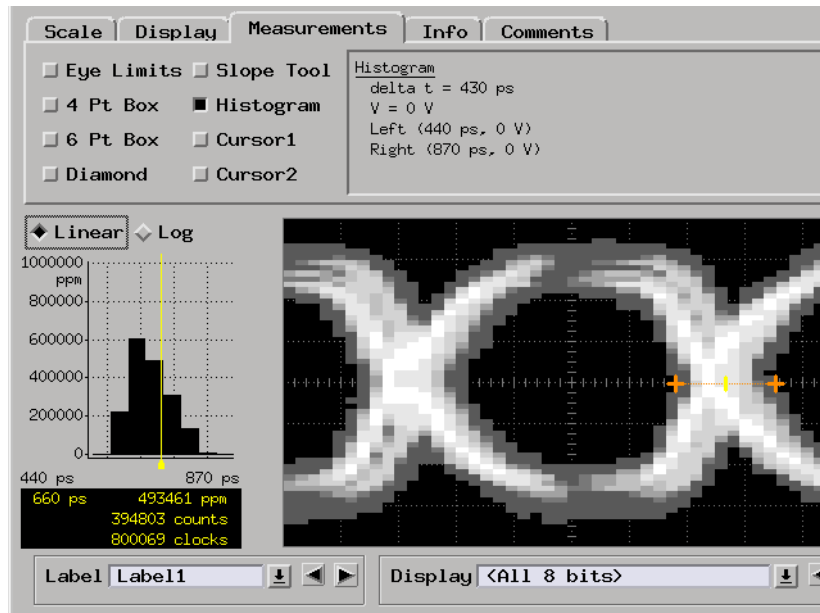 Scale Display Measurements Info Comments
Eye Limits Slope Tool
4 Pt Box Histogram
6 Pt Box Cursor1
Diamond Cursor2
Histogram
delta t = 430 ps
V = 0 V
Left (440 ps, 0 V)
Right (870 ps, 0 V)
Linear Log
1000000
ppm
800000
600000
400000
200000
0
440 ps 870 ps
660 ps 493461 ppm
394803 counts
800069 clocks
Label Label1 Display <All 8 bits>